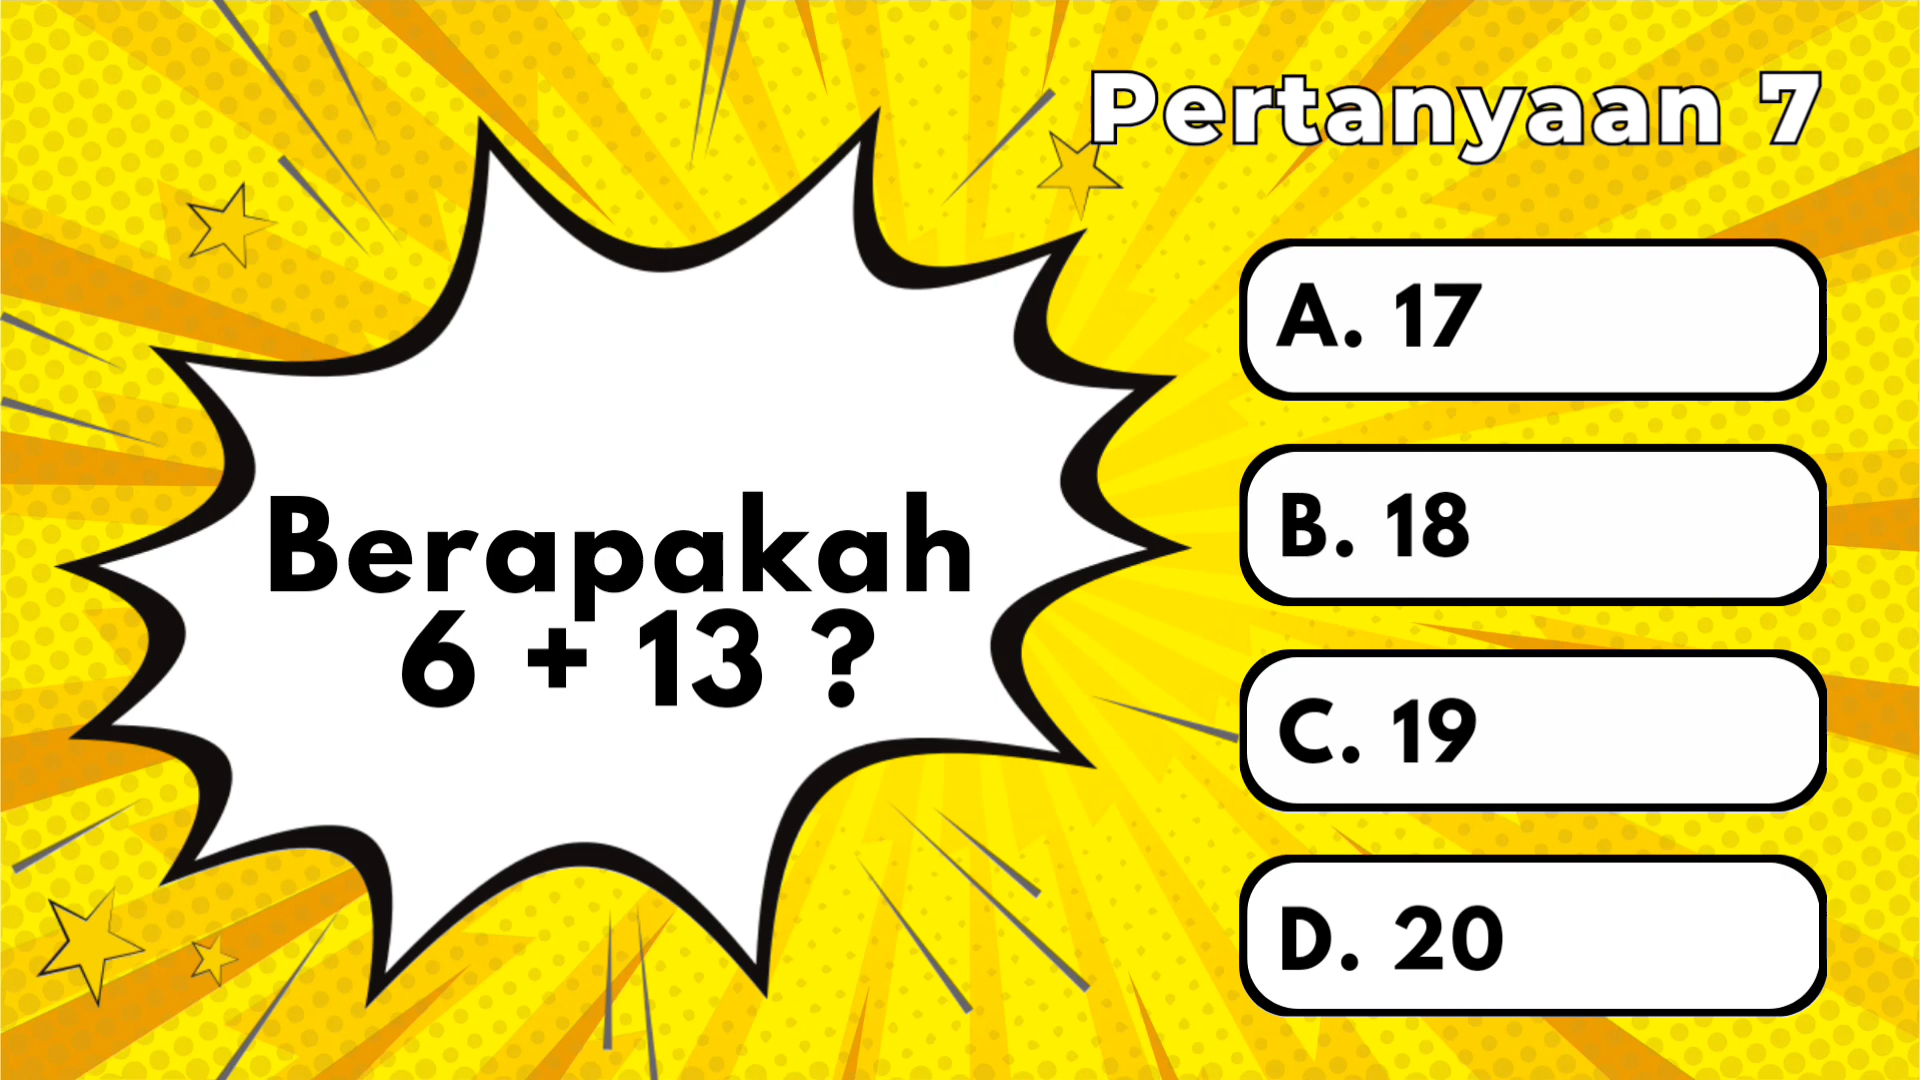 Pertanyaan 7
Berapakah
6 + 13 ?
A. 17
B. 18
C. 19
D. 20